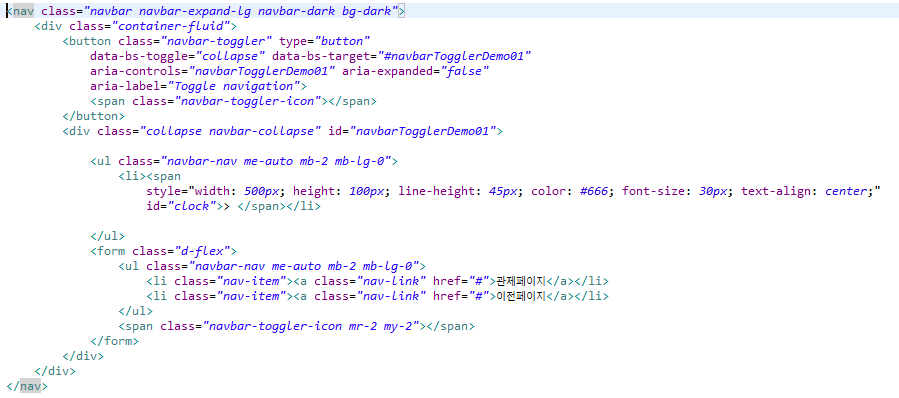 <nav class="navbar navbar-expand-lg navbar-dark bg-dark">
<div class="container-fluid">
<button class="navbar-toggler" type="button"
data-bs-toggle="collapse" data-bs-target="#navbarTogglerDemo01"
aria-controls="navbarTogglerDemo01" aria-expanded="false"
aria-label="Toggle navigation">
<span class="navbar-toggler-icon"></span>
</button>
<div class="collapse navbar-collapse" id="navbarTogglerDemo01">
<ul class="navbar-nav me-auto mb-2 mb-lg-0">
<li><span
style="width: 500px; height: 100px; line-height: 45px; color: #666; font-size: 30px; text-align: center;"
id="clock">> </span></li>
</ul>
<form class="d-flex">
<ul class="navbar-nav me-auto mb-2 mb-lg-0">
<li class="nav-item"><a class="nav-link" href="#">관제페이지</a></li>
<li class="nav-item"><a class="nav-link" href="#">이전페이지</a></li>
</ul>
<span class="navbar-toggler-icon mr-2 my-2"></span>
</form>
</div>
</div>
</nav>